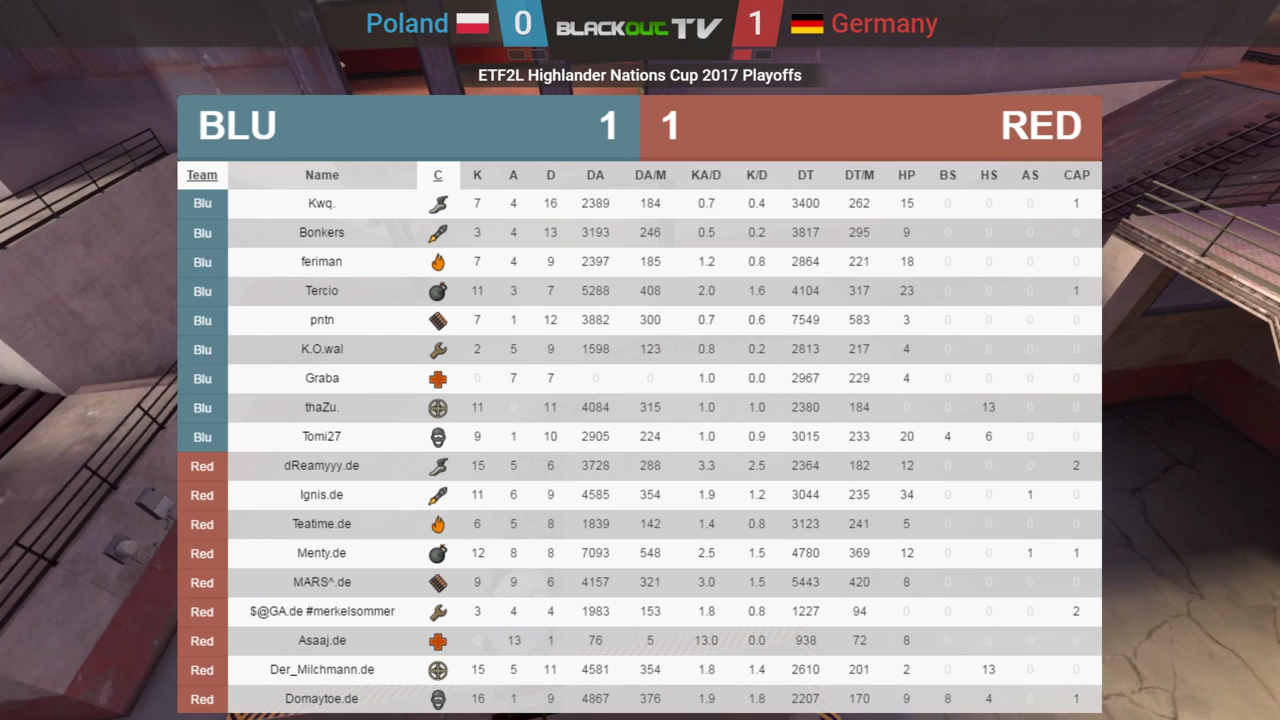 Poland 0 BLACKOUT TV 1 Germany
ETF2L Highlander Nations Cup 2017 Playoffs
BLU 1 1 RED
Team Name C K A D DA DA/M KA/D K/D DT DT/M HP BS HS AS CAP
Blu Kwq. 7 4 16 2389 184 0.7 0.4 3400 262 15 0 0 0 1
Blu Bonkers 3 4 13 3193 246 0.5 0.2 3817 295 9 0 0 0 0
Blu feriman 7 4 9 2397 185 1.2 0.8 2864 221 18 0 0 0 0
Blu Tercio 11 3 7 5288 408 2.0 1.6 4104 317 23 0 0 0 1
Blu pntn 7 1 12 3882 300 0.7 0.6 7549 583 3 0 0 0 0
Blu K.O.wal 2 5 9 1598 123 0.8 0.2 2813 217 4 0 0 0 0
Blu Graba 0 7 7 0 0 1.0 0.0 2967 229 4 0 0 0 0
Blu thaZu. 11 0 11 4084 315 1.0 1.0 2380 184 0 0 13 0 0
Blu Tomi27 9 1 10 2905 224 1.0 0.9 3015 233 20 4 6 0 0
Red dReamyyy.de 15 5 6 3728 288 3.3 2.5 2364 182 12 0 0 0 2
Red Ignis.de 11 6 9 4585 354 1.9 1.2 3044 235 34 0 0 1 0
Red Teatime.de 6 5 8 1839 142 1.4 0.8 3123 241 5 0 0 0 0
Red Menty.de 12 8 8 7093 548 2.5 1.5 4780 369 12 0 0 1 1
Red MARS^.de 9 9 6 4157 321 3.0 1.5 5443 420 8 0 0 0 0
Red $@GA.de #merkelsommer 3 4 4 1983 153 1.8 0.8 1227 94 0 0 0 0 2
Red Asaaj.de 0 13 1 76 5 13.0 0.0 938 72 8 0 0 0 0
Red Der_Milchmann.de 15 5 11 4581 354 1.8 1.4 2610 201 2 0 13 0 0
Red Domaytoe.de 16 1 9 4867 376 1.9 1.8 2207 170 9 8 4 0 1